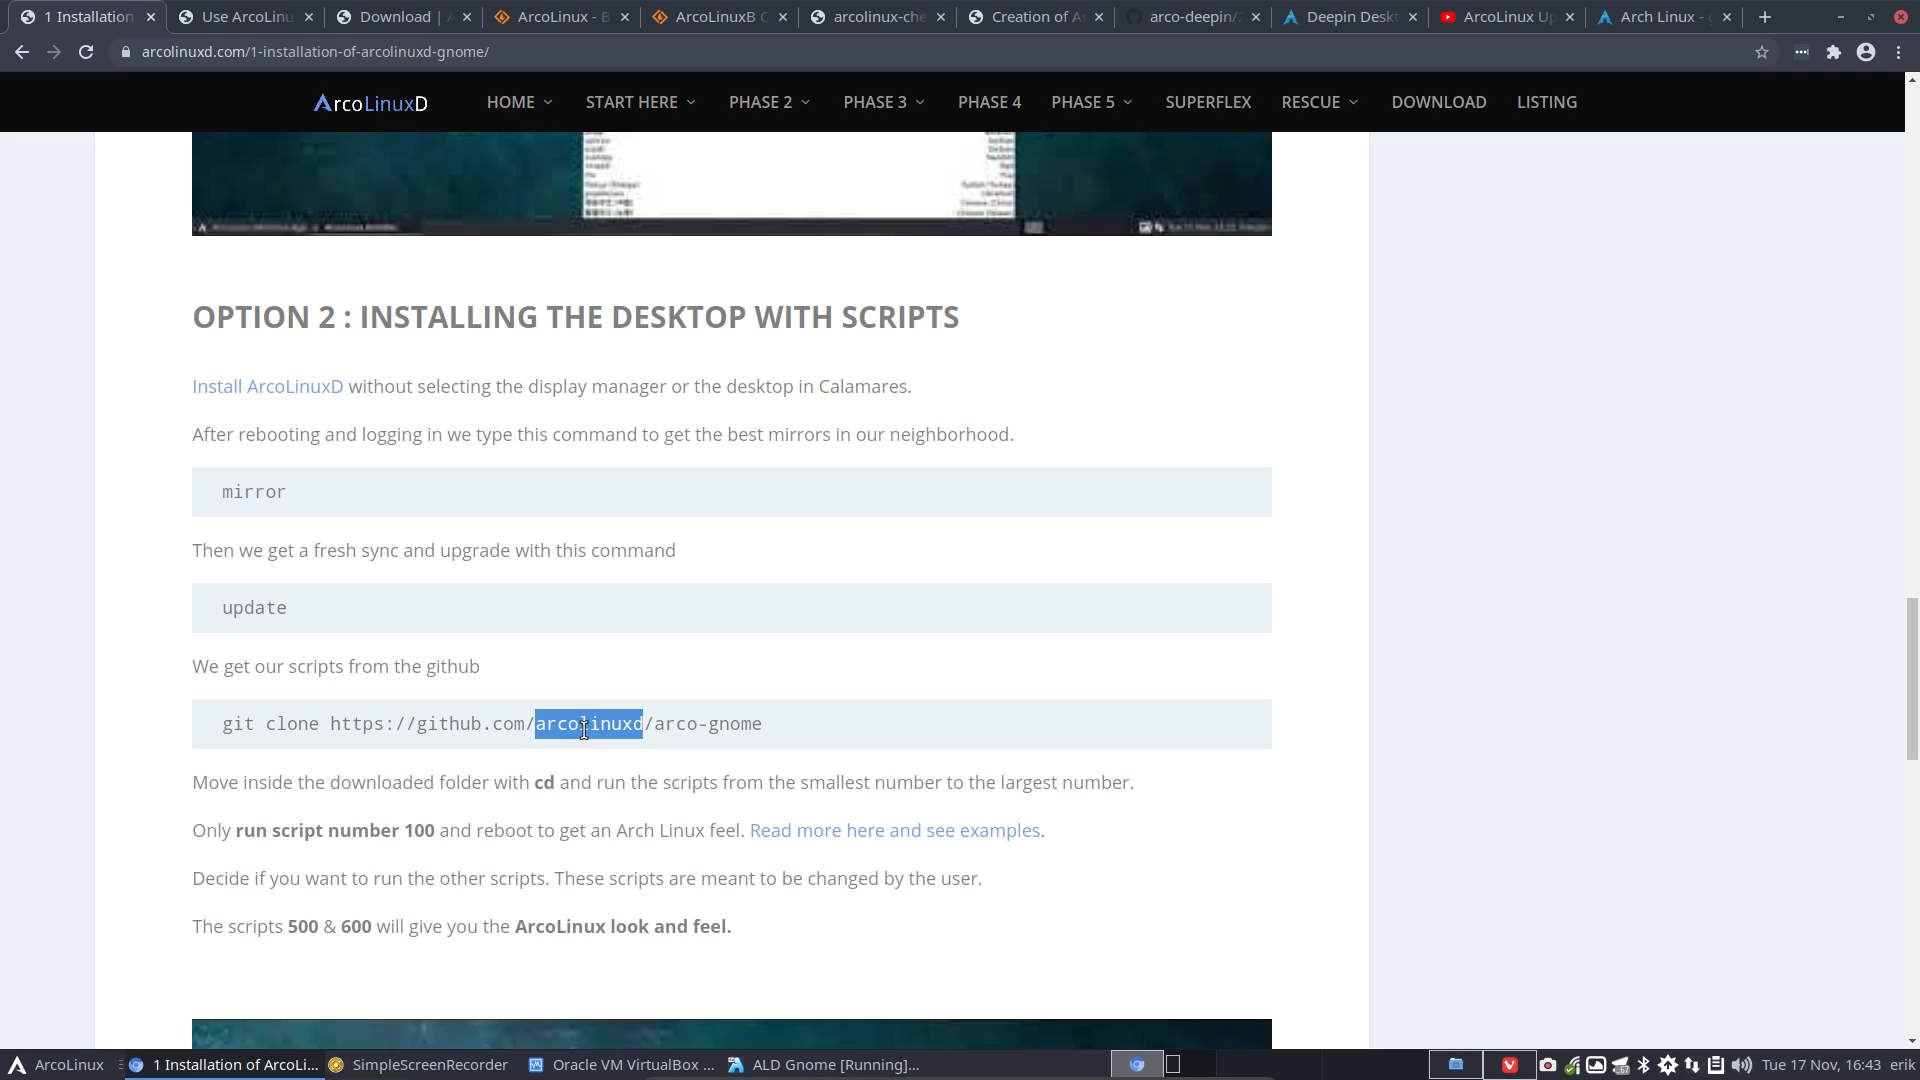 1 Installation
Use ArcoLinu
Download |
ArcoLinux - B
ArcoLinuxB C
arcolinux-che
Creation of A
arco-deepin/
Deepin Deskt
ArcoLinux Up
Arch Linux -
arcolinuxd.com/1-installation-of-arcolinuxd-gnome/
ArcoLinuxD
HOME
START HERE
PHASE 2
PHASE 3
PHASE 4
PHASE 5
SUPERFLEX
RESCUE
DOWNLOAD
LISTING
OPTION 2 : INSTALLING THE DESKTOP WITH SCRIPTS
Install ArcoLinuxD without selecting the display manager or the desktop in Calamares.
After rebooting and logging in we type this command to get the best mirrors in our neighborhood.
mirror
Then we get a fresh sync and upgrade with this command
update
We get our scripts from the github
git clone https://github.com/arcolinuxd/arco-gnome
Move inside the downloaded folder with cd and run the scripts from the smallest number to the largest number.
Only run script number 100 and reboot to get an Arch Linux feel. Read more here and see examples.
Decide if you want to run the other scripts. These scripts are meant to be changed by the user.
The scripts 500 & 600 will give you the ArcoLinux look and feel.
ArcoLinux
1 Installation of ArcoLi...
SimpleScreenRecorder
Oracle VM VirtualBox ...
ALD Gnome [Running]...
Tue 17 Nov, 16:43
erik